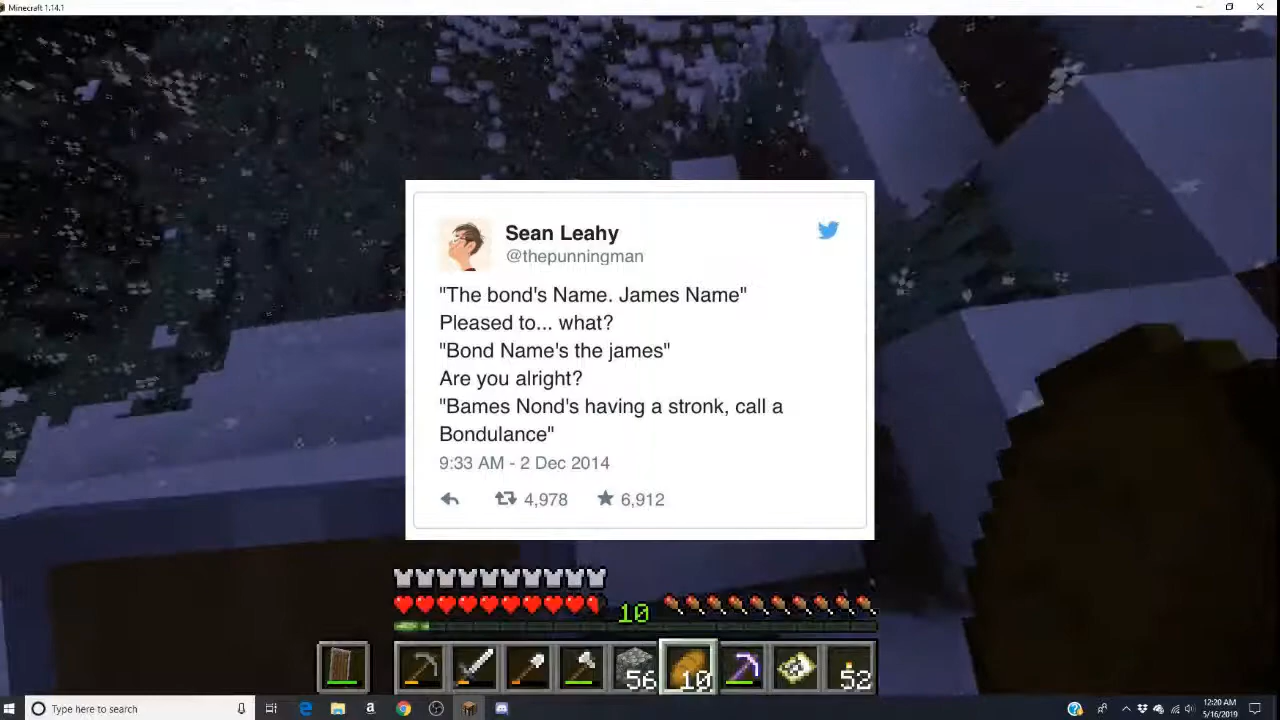 Minecraft 1.14.1
Sean Leahy
@thepunningman
"The bond's Name. James Name"
Pleased to... what?
"Bond Name's the james"
Are you alright?
"Bames Nond's having a stronk, call a
Bondulance"
9:33 AM - 2 Dec 2014
4,978 6,912
10
56 10 52
Type here to search
12:20 AM
5/16/2019